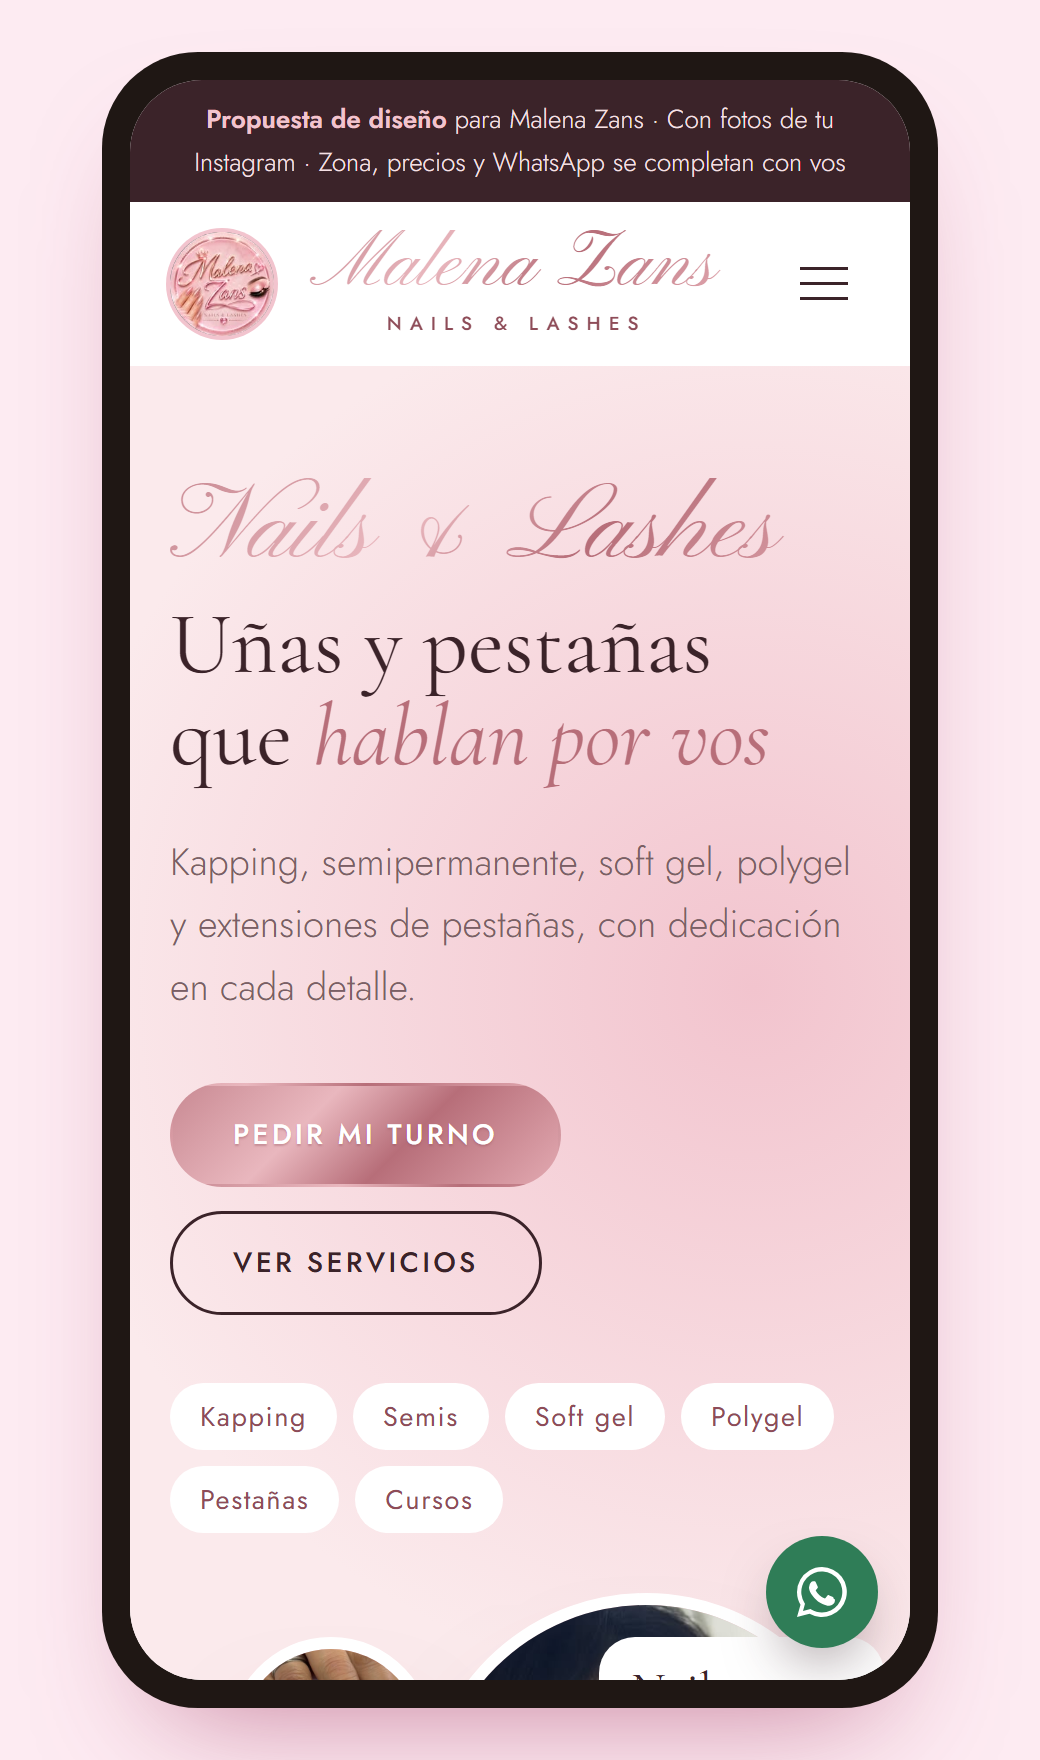 Propuesta de diseño para Malena Zans · Con fotos de tu
Instagram · Zona, precios y WhatsApp se completan con vos
Malena
Zans
Malena Zans
NAILS & LASHES
Nails & Lashes
Uñas y pestañas
que hablan por vos
Kapping, semipermanente, soft gel, polygel
y extensiones de pestañas, con dedicación
en cada detalle.
PEDIR MI TURNO
VER SERVICIOS
Kapping
Semis
Soft gel
Polygel
Pestañas
Cursos